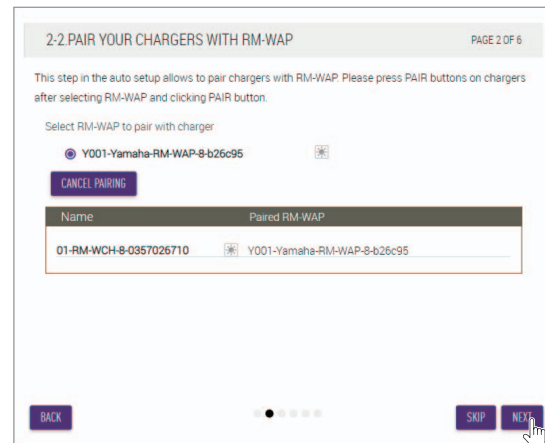 2-2.PAIR YOUR CHARGERS WITH RM-WAP PAGE 2 OF 6
This step in the auto setup allows to pair chargers with RM-WAP. Please press PAIR buttons on chargers
after selecting RM-WAP and clicking PAIR button.
Select RM-WAP to pair with charger
Y001-Yamaha-RM-WAP-8-b26c95
CANCEL PAIRING
Name Paired RM-WAP
01-RM-WCH-8-0357026710 Y001-Yamaha-RM-WAP-8-b26c95
BACK SKIP NEXT